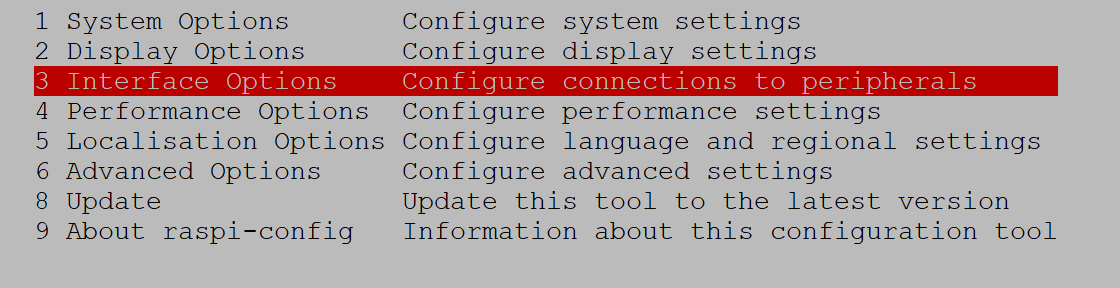 1 System Options Configure system settings
2 Display Options Configure display settings
3 Interface Options Configure connections to peripherals
4 Performance Options Configure performance settings
5 Localisation Options Configure language and regional settings
6 Advanced Options Configure advanced settings
8 Update Update this tool to the latest version
9 About raspi-config Information about this configuration tool